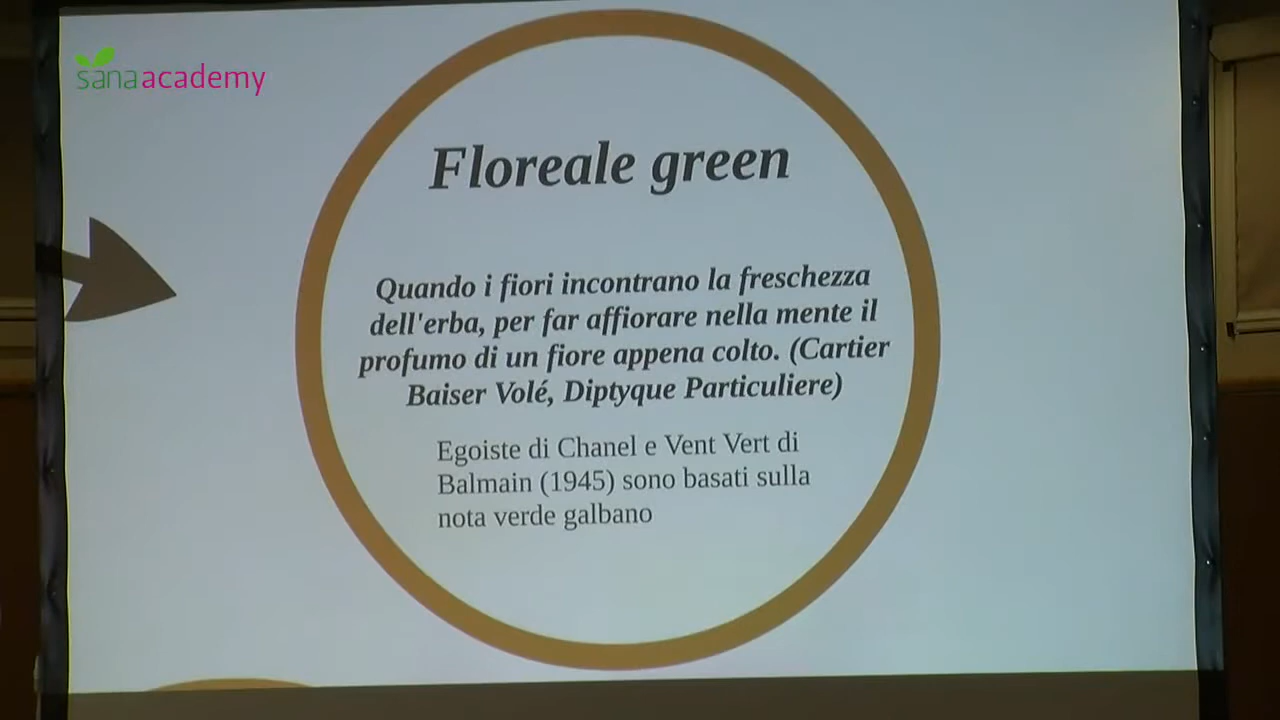 sanaacademy
Floreale green
Quando i fiori incontrano la freschezza
dell'erba, per far affiorare nella mente il
profumo di un fiore appena colto. (Cartier
Baiser Volé, Diptyque Particuliere)
Egoiste di Chanel e Vent Vert di
Balmain (1945) sono basati sulla
nota verde galbano